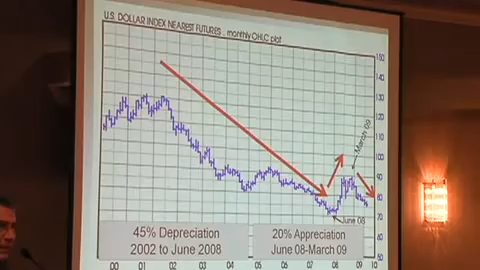 U.S. DOLLAR INDEX NEAREST FUTURES.. monthly OHLC plot
150
140
130
120
110
100
90
80
70
60
50
March 09
June 08
45% Depreciation
2002 to June 2008
20% Appreciation
June 08-March 09
00 01 02 03 04 05 06 07 08 09 10